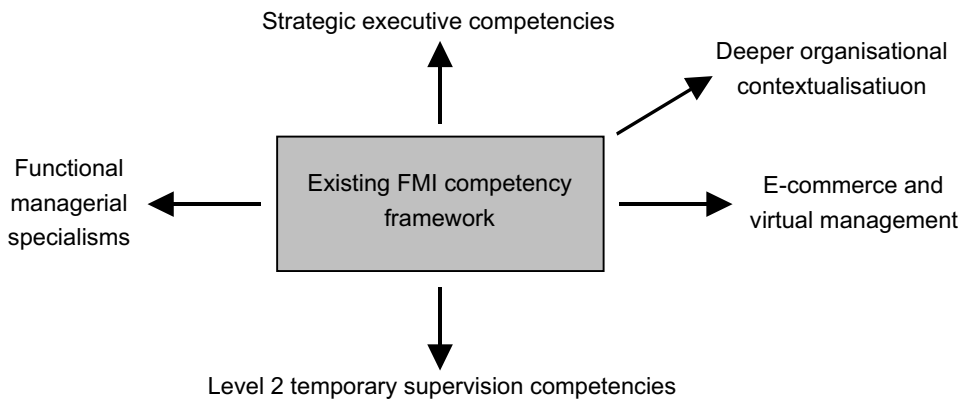 Strategic executive competencies
Deeper organisational
contextualisatiuon
Functional
managerial
specialisms
Existing FMI competency
framework
E-commerce and
virtual management
Level 2 temporary supervision competencies